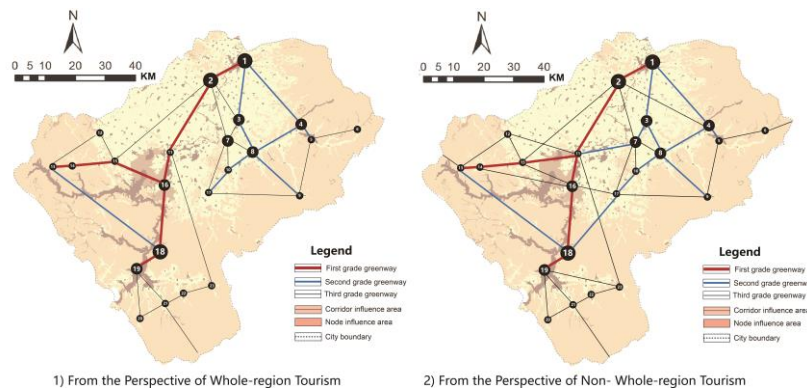 N
0 5 10 20 30 40
KM
1
2
3
4
7
8
16
18
19
Legend
First grade greenway
Second grade greenway
Third grade greenway
Corridor influence area
Node influence area
City boundary
1) From the Perspective of Whole-region Tourism
N
0 5 10 20 30 40
KM
1
2
3
4
7
8
16
18
19
Legend
First grade greenway
Second grade greenway
Third grade greenway
Corridor influence area
Node influence area
City boundary
2) From the Perspective of Non- Whole-region Tourism